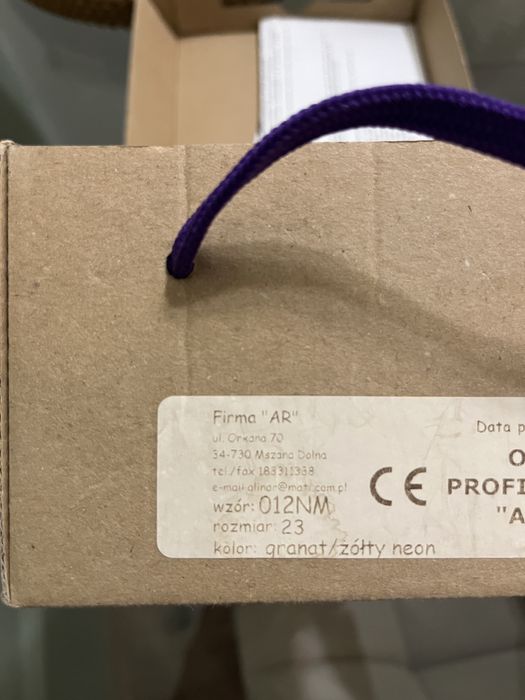 Firma "AR"
ul. Orkana 70
34-730 Mszana Dolna
tel./fax 183311338
wzór: 012NM
rozmiar: 23
kolor: granat/żółty neon
CE
Data p
O
PROFI
"A